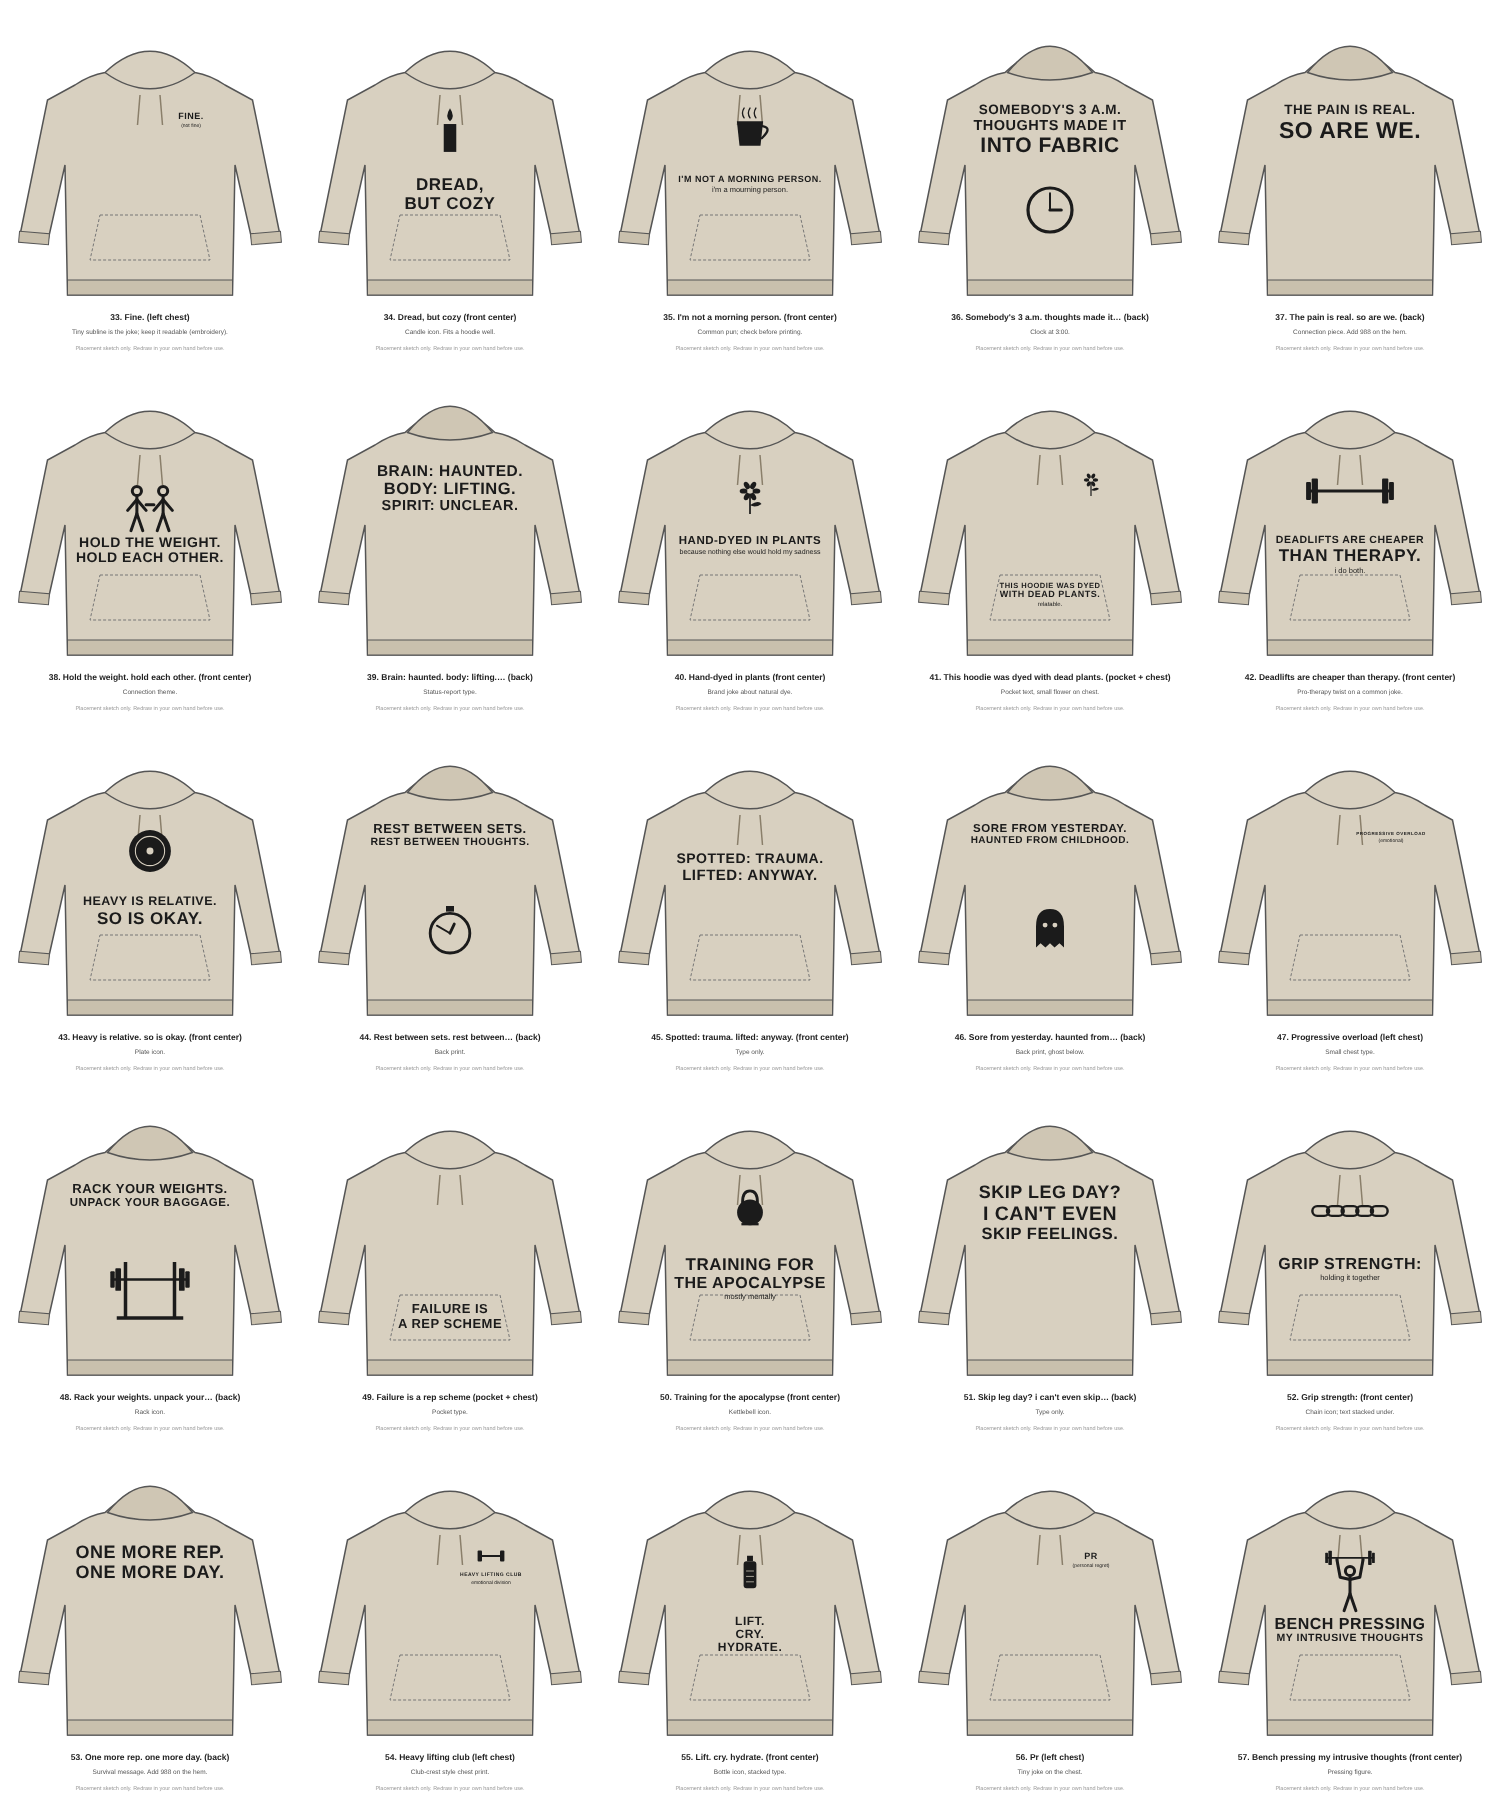 FINE.
(not fine)
33. Fine. (left chest)
Tiny subline is the joke; keep it readable (embroidery).
Placement sketch only. Redraw in your own hand before use.
DREAD,
BUT COZY
34. Dread, but cozy (front center)
Candle icon. Fits a hoodie well.
Placement sketch only. Redraw in your own hand before use.
I'M NOT A MORNING PERSON.
i'm a mourning person.
35. I'm not a morning person. (front center)
Common pun; check before printing.
Placement sketch only. Redraw in your own hand before use.
SOMEBODY'S 3 A.M.
THOUGHTS MADE IT
INTO FABRIC
36. Somebody's 3 a.m. thoughts made it… (back)
Clock at 3:00.
Placement sketch only. Redraw in your own hand before use.
THE PAIN IS REAL.
SO ARE WE.
37. The pain is real. so are we. (back)
Connection piece. Add 988 on the hem.
Placement sketch only. Redraw in your own hand before use.
HOLD THE WEIGHT.
HOLD EACH OTHER.
38. Hold the weight. hold each other. (front center)
Connection theme.
Placement sketch only. Redraw in your own hand before use.
BRAIN: HAUNTED.
BODY: LIFTING.
SPIRIT: UNCLEAR.
39. Brain: haunted. body: lifting.… (back)
Status-report type.
Placement sketch only. Redraw in your own hand before use.
HAND-DYED IN PLANTS
because nothing else would hold my sadness
40. Hand-dyed in plants (front center)
Brand joke about natural dye.
Placement sketch only. Redraw in your own hand before use.
THIS HOODIE WAS DYED
WITH DEAD PLANTS.
relatable.
41. This hoodie was dyed with dead plants. (pocket + chest)
Pocket text, small flower on chest.
Placement sketch only. Redraw in your own hand before use.
DEADLIFTS ARE CHEAPER
THAN THERAPY.
i do both.
42. Deadlifts are cheaper than therapy. (front center)
Pro-therapy twist on a common joke.
Placement sketch only. Redraw in your own hand before use.
HEAVY IS RELATIVE.
SO IS OKAY.
43. Heavy is relative. so is okay. (front center)
Plate icon.
Placement sketch only. Redraw in your own hand before use.
REST BETWEEN SETS.
REST BETWEEN THOUGHTS.
44. Rest between sets. rest between… (back)
Back print.
Placement sketch only. Redraw in your own hand before use.
SPOTTED: TRAUMA.
LIFTED: ANYWAY.
45. Spotted: trauma. lifted: anyway. (front center)
Type only.
Placement sketch only. Redraw in your own hand before use.
SORE FROM YESTERDAY.
HAUNTED FROM CHILDHOOD.
46. Sore from yesterday. haunted from… (back)
Back print, ghost below.
Placement sketch only. Redraw in your own hand before use.
PROGRESSIVE OVERLOAD
(emotional)
47. Progressive overload (left chest)
Small chest type.
Placement sketch only. Redraw in your own hand before use.
RACK YOUR WEIGHTS.
UNPACK YOUR BAGGAGE.
48. Rack your weights. unpack your… (back)
Rack icon.
Placement sketch only. Redraw in your own hand before use.
FAILURE IS
A REP SCHEME
49. Failure is a rep scheme (pocket + chest)
Pocket type.
Placement sketch only. Redraw in your own hand before use.
TRAINING FOR
THE APOCALYPSE
mostly mentally
50. Training for the apocalypse (front center)
Kettlebell icon.
Placement sketch only. Redraw in your own hand before use.
SKIP LEG DAY?
I CAN'T EVEN
SKIP FEELINGS.
51. Skip leg day? i can't even skip… (back)
Type only.
Placement sketch only. Redraw in your own hand before use.
GRIP STRENGTH:
holding it together
52. Grip strength: (front center)
Chain icon; text stacked under.
Placement sketch only. Redraw in your own hand before use.
ONE MORE REP.
ONE MORE DAY.
53. One more rep. one more day. (back)
Survival message. Add 988 on the hem.
Placement sketch only. Redraw in your own hand before use.
HEAVY LIFTING CLUB
emotional division
54. Heavy lifting club (left chest)
Club-crest style chest print.
Placement sketch only. Redraw in your own hand before use.
LIFT.
CRY.
HYDRATE.
55. Lift. cry. hydrate. (front center)
Bottle icon, stacked type.
Placement sketch only. Redraw in your own hand before use.
PR
(personal regret)
56. Pr (left chest)
Tiny joke on the chest.
Placement sketch only. Redraw in your own hand before use.
BENCH PRESSING
MY INTRUSIVE THOUGHTS
57. Bench pressing my intrusive thoughts (front center)
Pressing figure.
Placement sketch only. Redraw in your own hand before use.